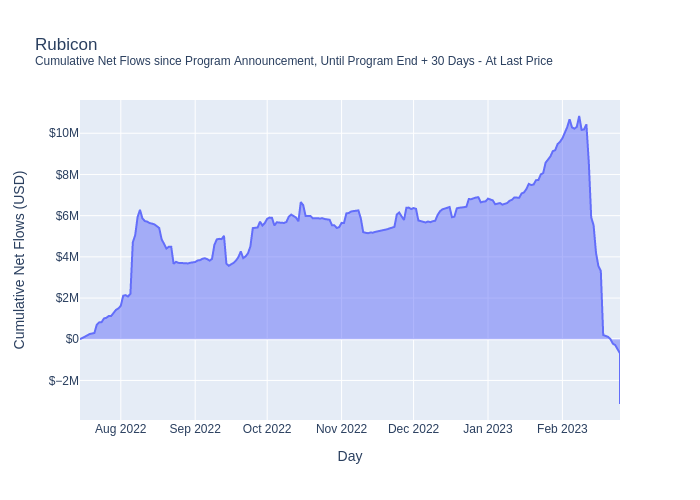 Rubicon
Cumulative Net Flows since Program Announcement, Until Program End + 30 Days - At Last Price
Cumulative Net Flows (USD)
$10M
$8M
$6M
$4M
$2M
$0
$−2M
Aug 2022
Sep 2022
Oct 2022
Nov 2022
Dec 2022
Jan 2023
Feb 2023
Day